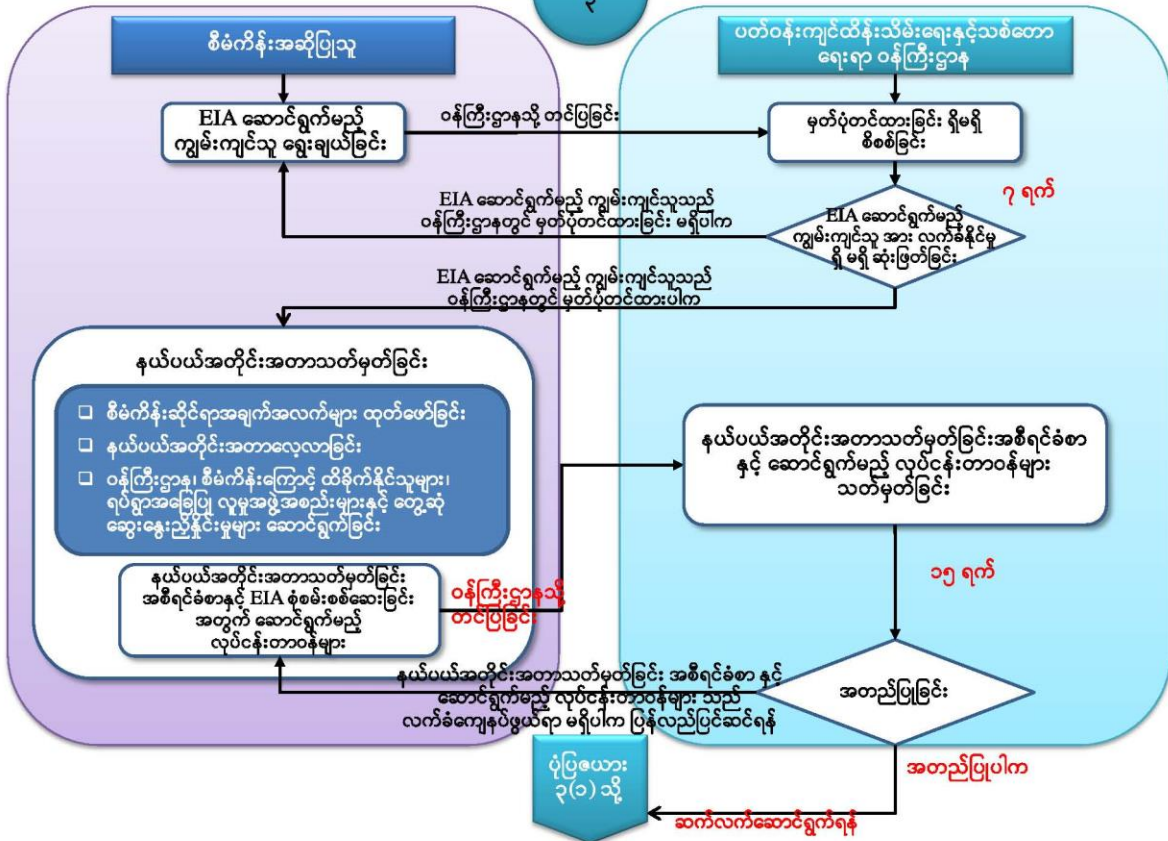 ၃
စီမံကိန်းအဆိုပြုသူ
ပတ်ဝန်းကျင်ထိန်းသိမ်းရေးနှင့်သစ်တော
ရေးရာ ဝန်ကြီးဌာန
EIA ဆောင်ရွက်မည့်
ကျွမ်းကျင်သူ ရွေးချယ်ခြင်း
ဝန်ကြီးဌာနသို့ တင်ပြခြင်း
မှတ်ပုံတင်ထားခြင်း ရှိမရှိ
စိစစ်ခြင်း
၇ ရက်
EIA ဆောင်ရွက်မည့် ကျွမ်းကျင်သူသည်
ဝန်ကြီးဌာနတွင် မှတ်ပုံတင်ထားခြင်း မရှိပါက
EIA ဆောင်ရွက်မည့်
ကျွမ်းကျင်သူ အား လက်ခံနိုင်မှု
ရှိ မရှိ ဆုံးဖြတ်ခြင်း
EIA ဆောင်ရွက်မည့် ကျွမ်းကျင်သူသည်
ဝန်ကြီးဌာနတွင် မှတ်ပုံတင်ထားပါက
နယ်ပယ်အတိုင်းအတာသတ်မှတ်ခြင်း
စီမံကိန်းဆိုင်ရာအချက်အလက်များ ထုတ်ဖော်ခြင်း
နယ်ပယ်အတိုင်းအတာလေ့လာခြင်း
ဝန်ကြီးဌာန၊ စီမံကိန်းကြောင့် ထိခိုက်နိုင်သူများ၊
ရပ်ရွာအခြေပြု လူမှုအဖွဲ့အစည်းများနှင့် တွေ့ဆုံ
ဆွေးနွေးညှိနှိုင်းမှုများ ဆောင်ရွက်ခြင်း
နယ်ပယ်အတိုင်းအတာသတ်မှတ်ခြင်း
အစီရင်ခံစာနှင့် EIA စုံစမ်းစစ်ဆေးခြင်း
အတွက် ဆောင်ရွက်မည့်
လုပ်ငန်းတာဝန်များ
ဝန်ကြီးဌာနသို့
တင်ပြခြင်း
နယ်ပယ်အတိုင်းအတာသတ်မှတ်ခြင်းအစီရင်ခံစာ
နှင့် ဆောင်ရွက်မည့် လုပ်ငန်းတာဝန်များ
သတ်မှတ်ခြင်း
၁၅ ရက်
နယ်ပယ်အတိုင်းအတာသတ်မှတ်ခြင်း အစီရင်ခံစာ နှင့်
ဆောင်ရွက်မည့် လုပ်ငန်းတာဝန်များ သည်
လက်ခံကျေနပ်ဖွယ်ရာ မရှိပါက ပြန်လည်ပြင်ဆင်ရန်
အတည်ပြုခြင်း
အတည်ပြုပါက
ပုံပြဇယား
၃(၁) သို့
ဆက်လက်ဆောင်ရွက်ရန်